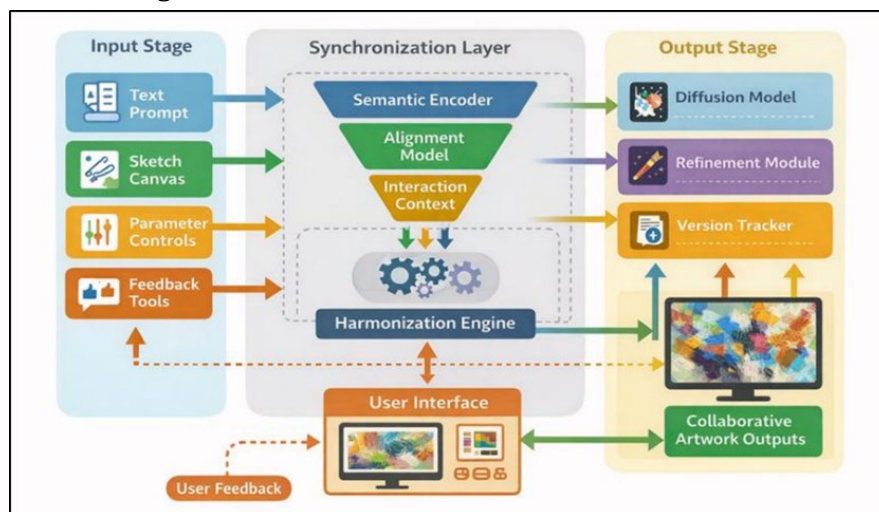 Input Stage
Synchronization Layer
Output Stage
Text
Prompt
Sketch
Canvas
Parameter
Controls
Feedback
Tools
Semantic Encoder
Alignment
Model
Interaction
Context
Harmonization Engine
Diffusion Model
Refinement Module
Version Tracker
User Interface
Collaborative
Artwork Outputs
User Feedback